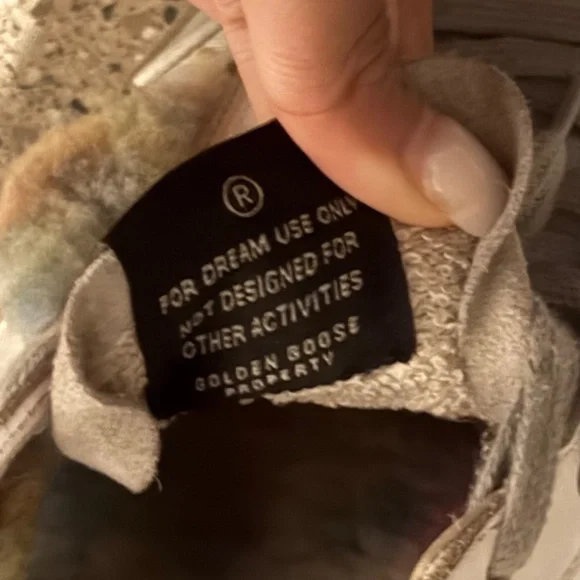 ®
FOR DREAM USE ONLY
NOT DESIGNED FOR
OTHER ACTIVITIES
GOLDEN GOOSE
PROPERTY